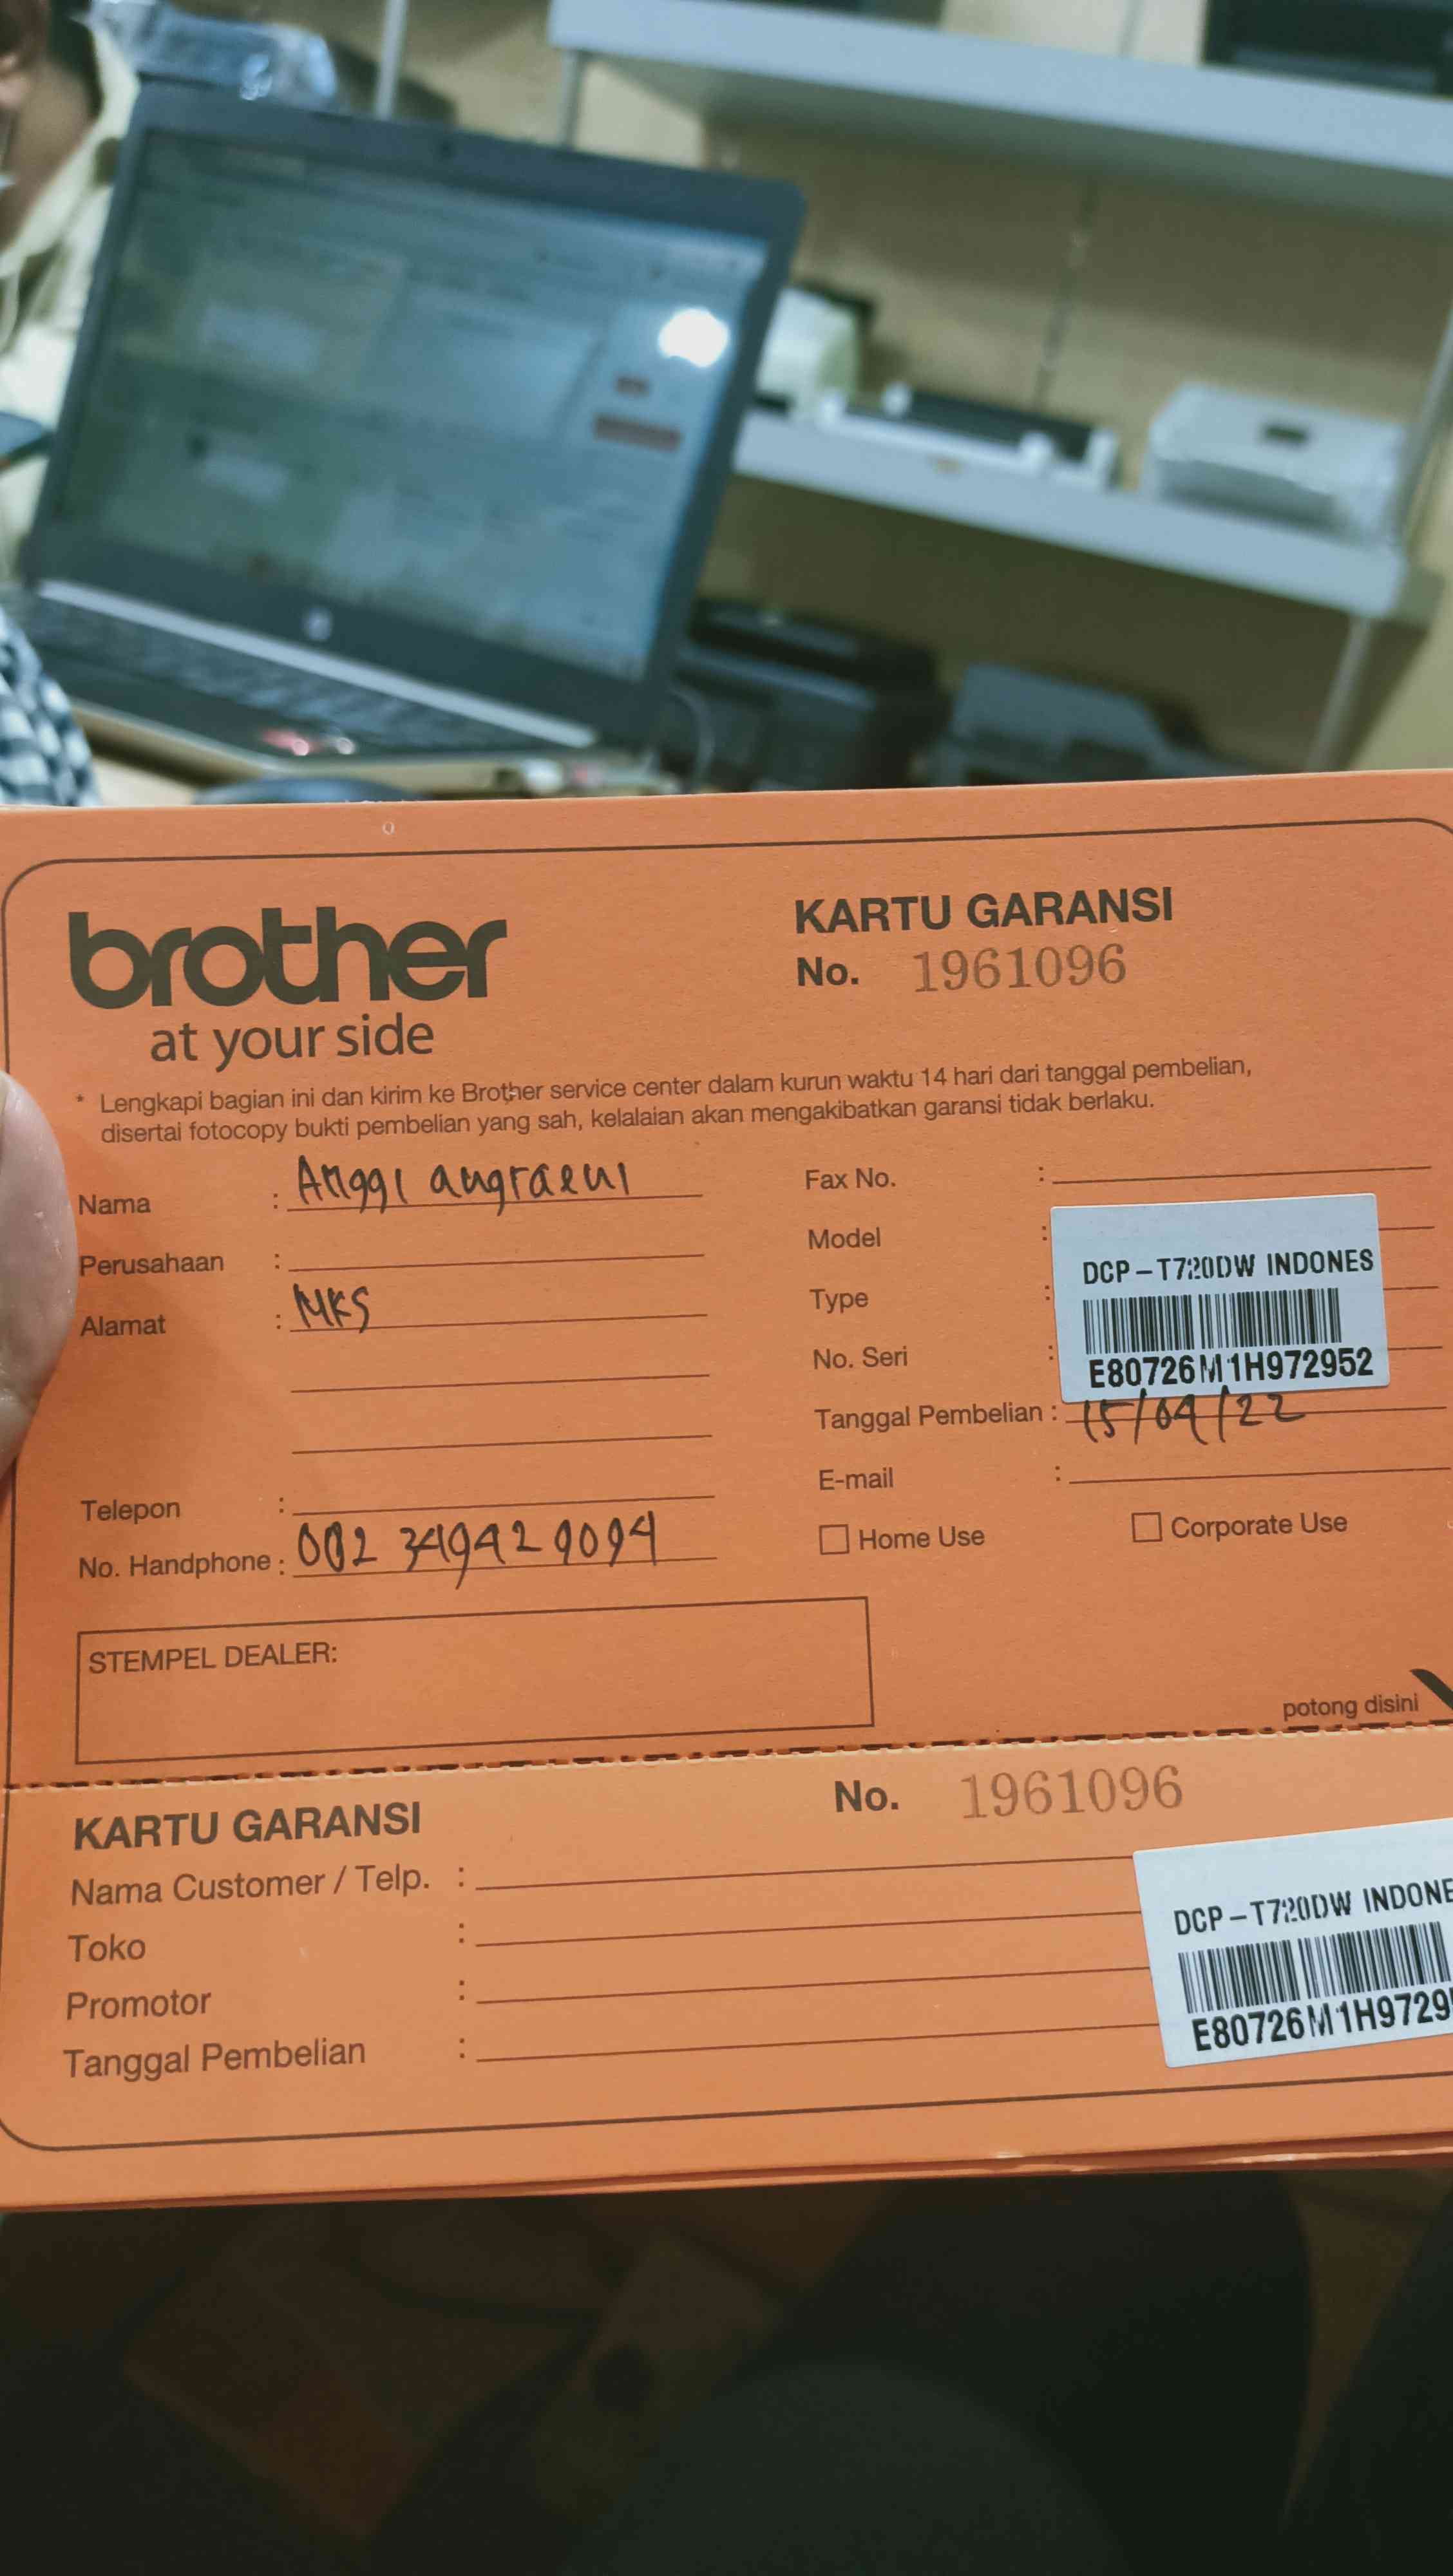 brother
at your side
KARTU GARANSI
No. 1961096
* Lengkapi bagian ini dan kirim ke Brother service center dalam kurun waktu 14 hari dari tanggal pembelian,
disertai fotocopy bukti pembelian yang sah, kelalaian akan mengakibatkan garansi tidak berlaku.
Nama : Anggi angraeni
Perusahaan :
Alamat : MKS
Telepon :
No. Handphone :
Fax No. :
Model :
Type :
No. Seri :
DCP-T720DW INDONES
E80726M1H972952
Tanggal Pembelian : 15/04/22
E-mail :
Home Use
Corporate Use
STEMPEL DEALER:
potong disini
KARTU GARANSI
No. 1961096
Nama Customer / Telp. :
Toko :
Promotor :
Tanggal Pembelian :
DCP-T720DW INDONE
E80726M1H9729